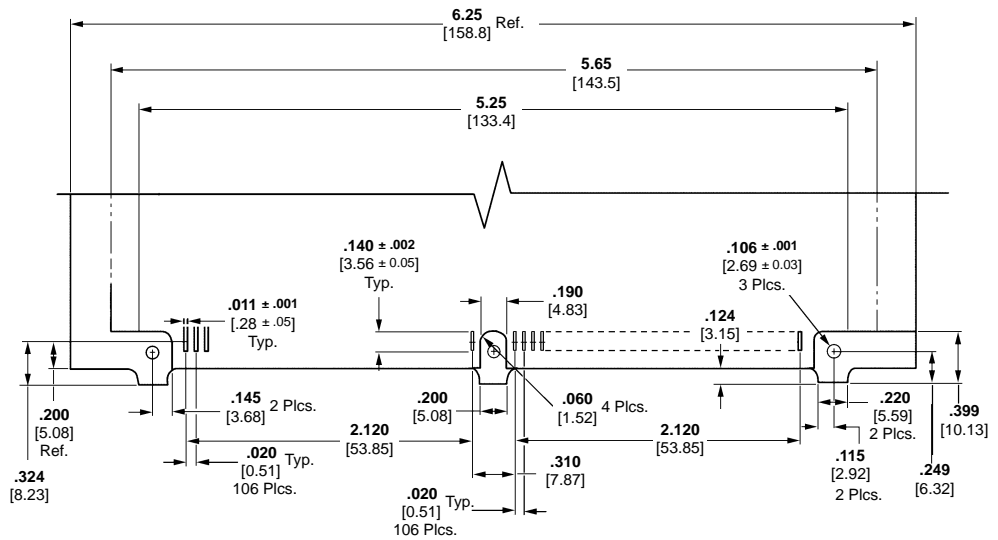 6.25 Ref.
[158.8]
5.65
[143.5]
5.25
[133.4]
.140 ± .002
[3.56 ± 0.05]
Typ.
.106 ± .001
[2.69 ± 0.03]
3 Plcs.
.011 ± .001
[.28 ± .05]
Typ.
.190
[4.83]
.124
[3.15]
.200
[5.08]
Ref.
.324
[8.23]
.145
[3.68] 2 Plcs.
.020 Typ.
[0.51]
106 Plcs.
2.120
[53.85]
.200
[5.08]
.060
[1.52] 4 Plcs.
.310
[7.87]
.020 Typ.
[0.51]
106 Plcs.
2.120
[53.85]
.220
[5.59]
2 Plcs.
.115
[2.92]
2 Plcs.
.399
[10.13]
.249
[6.32]